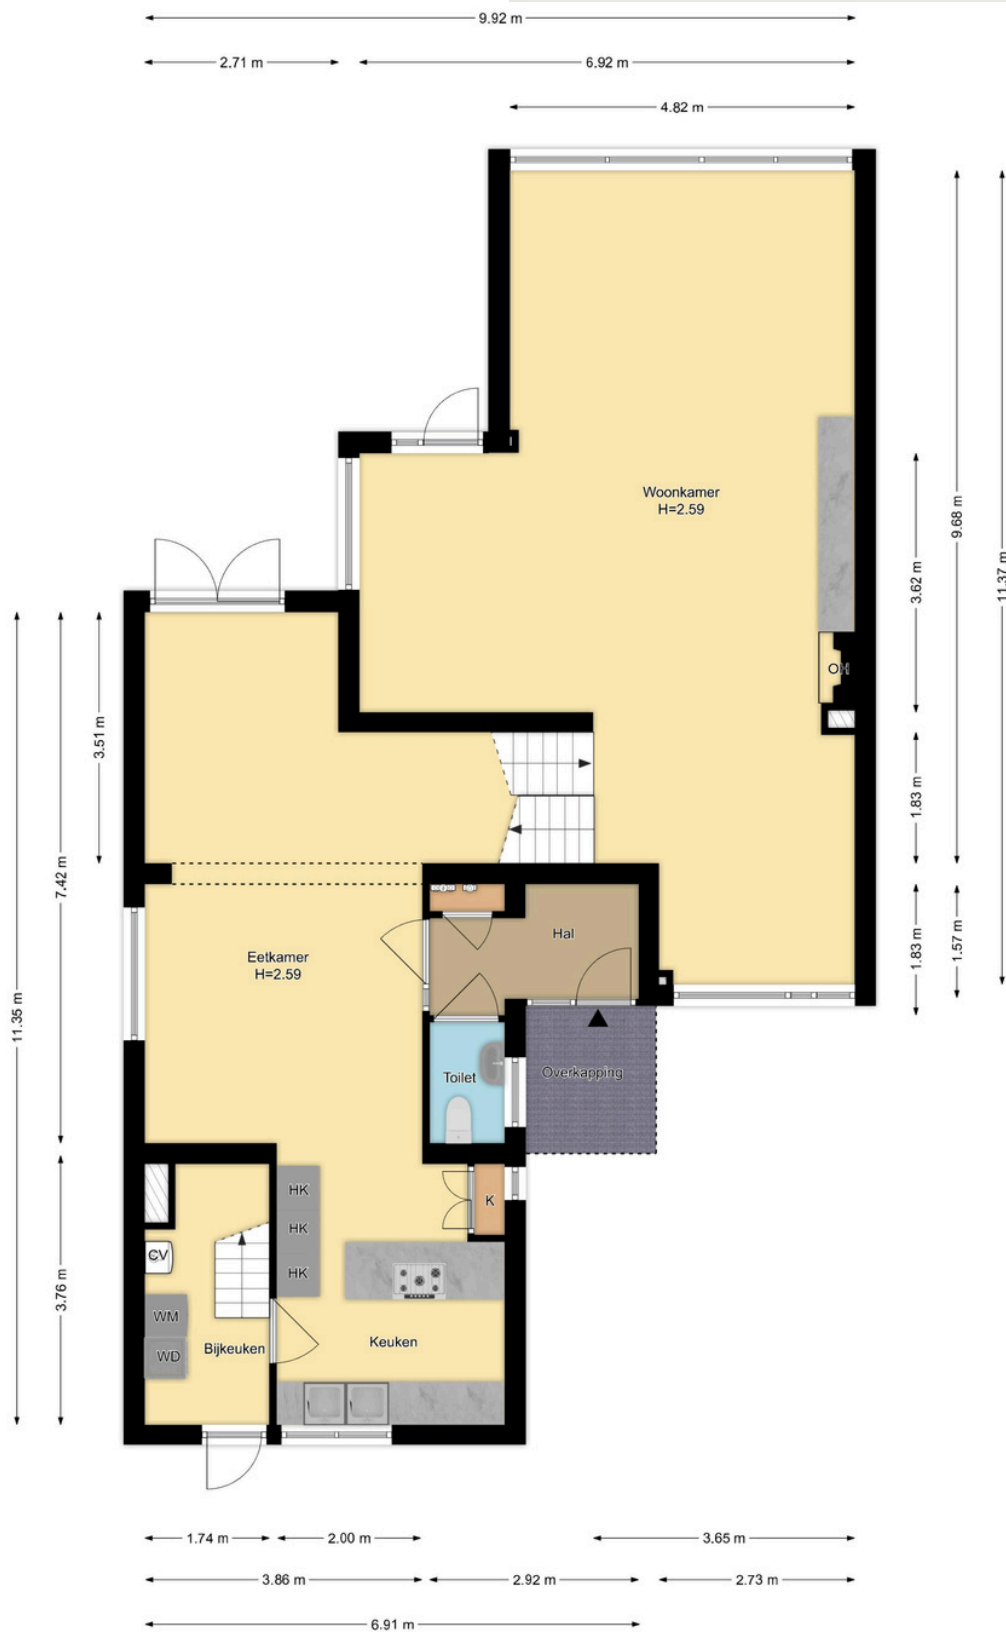 9.92 m
2.71 m
6.92 m
4.82 m
Woonkamer
H=2.59
9.68 m
11.37 m
3.62 m
OH
3.51 m
1.83 m
7.42 m
Hal
Eetkamer
H=2.59
1.83 m
1.57 m
11.35 m
Toilet
Overkapping
HK
K
HK
CV
HK
3.76 m
WM
Bijkeuken
Keuken
WD
1.74 m
2.00 m
3.65 m
3.86 m
2.92 m
2.73 m
6.91 m